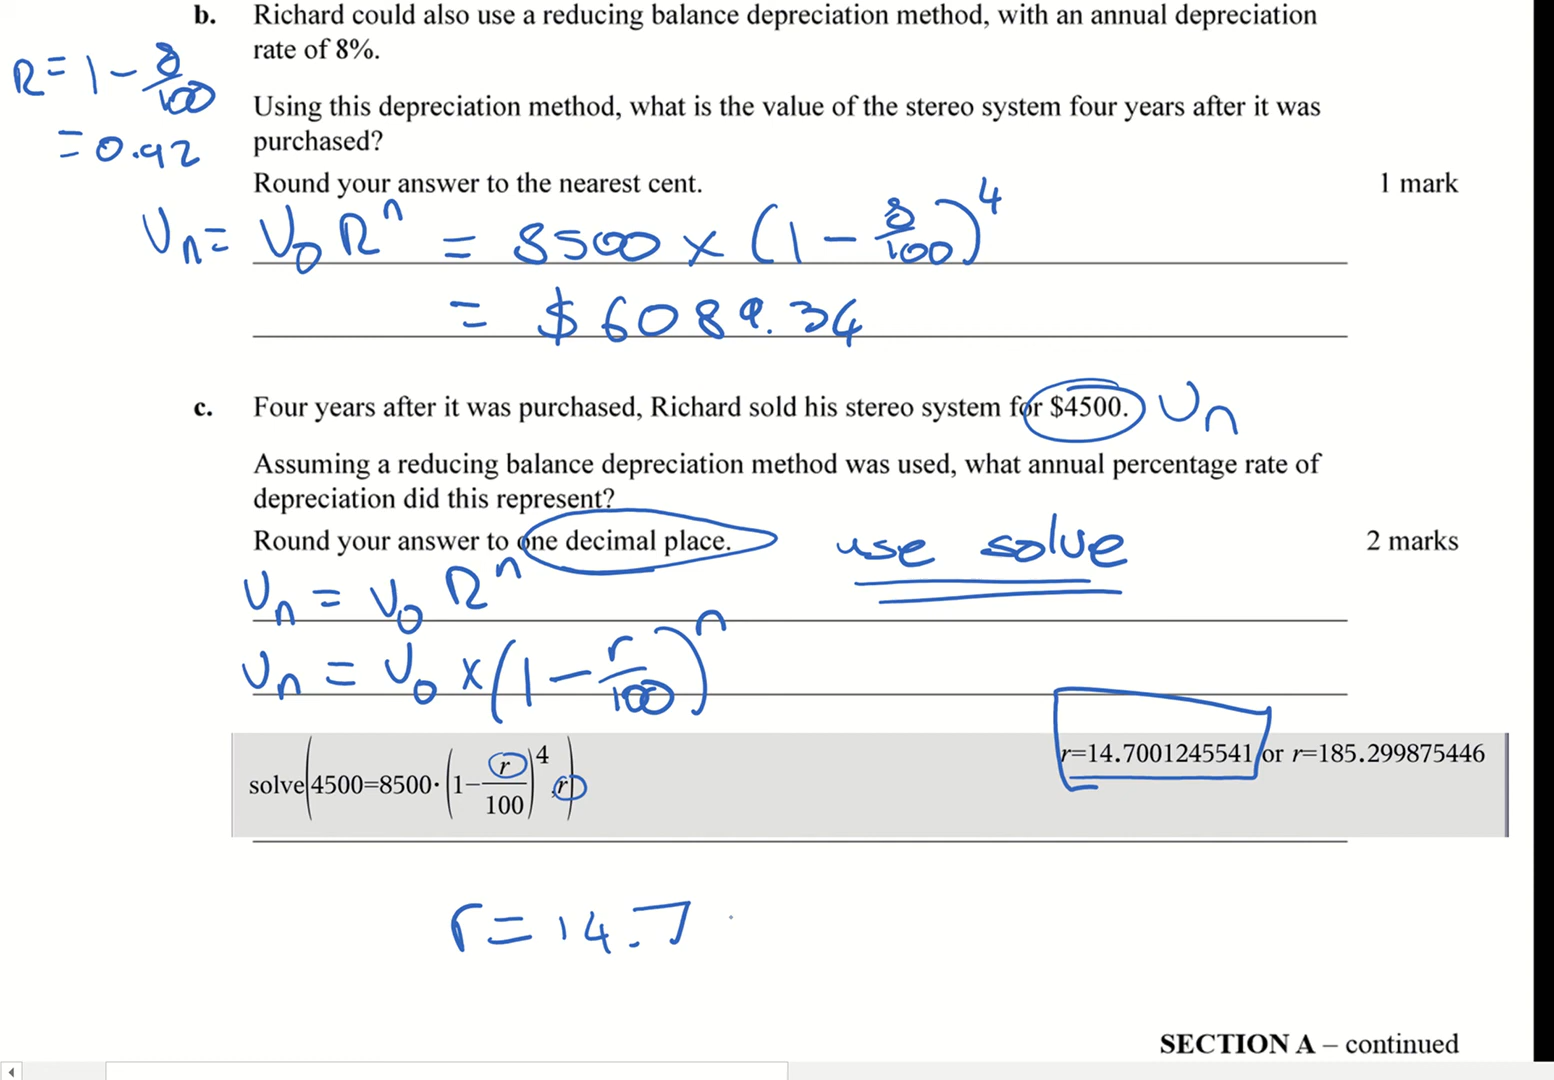 b. Richard could also use a reducing balance depreciation method, with an annual depreciation
rate of 8%.
R = 1 - 8/100
= 0.92
Using this depreciation method, what is the value of the stereo system four years after it was
purchased?
Round your answer to the nearest cent. 1 mark
Vn = V0 R^n = 8500 × (1 - 8/100)^4
= $6089.34
c. Four years after it was purchased, Richard sold his stereo system for $4500. Vn
Assuming a reducing balance depreciation method was used, what annual percentage rate of
depreciation did this represent?
Round your answer to one decimal place. use solve 2 marks
Vn = V0 R^n
Vn = V0 × (1 - r/100)^n
solve(4500=8500·(1-r/100)^4,r) r=14.7001245541 or r=185.299875446
r = 14.7
SECTION A – continued